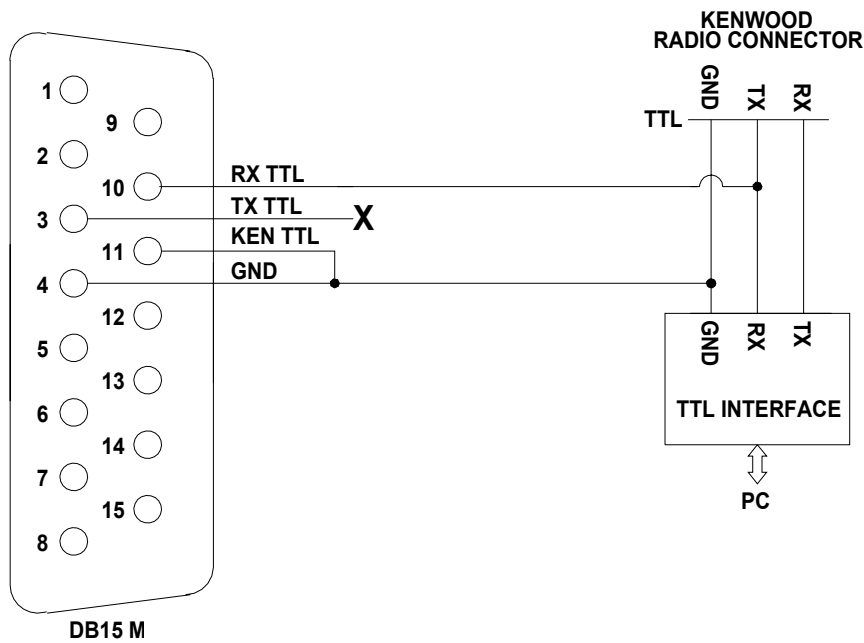 KENWOOD
RADIO CONNECTOR
GND
TX
RX
TTL
1
9
2
10
RX TTL
3
TX TTL
X
11
KEN TTL
4
GND
12
5
13
6
14
7
15
8
GND
RX
TX
TTL INTERFACE
PC
DB15 M